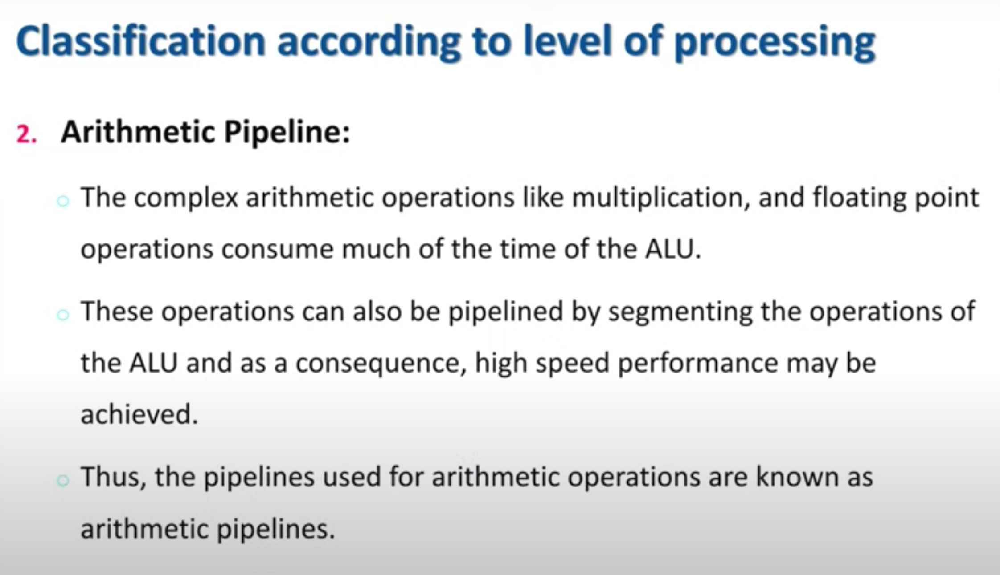 Classification according to level of processing
2. Arithmetic Pipeline:
The complex arithmetic operations like multiplication, and floating point
operations consume much of the time of the ALU.
These operations can also be pipelined by segmenting the operations of
the ALU and as a consequence, high speed performance may be
achieved.
Thus, the pipelines used for arithmetic operations are known as
arithmetic pipelines.